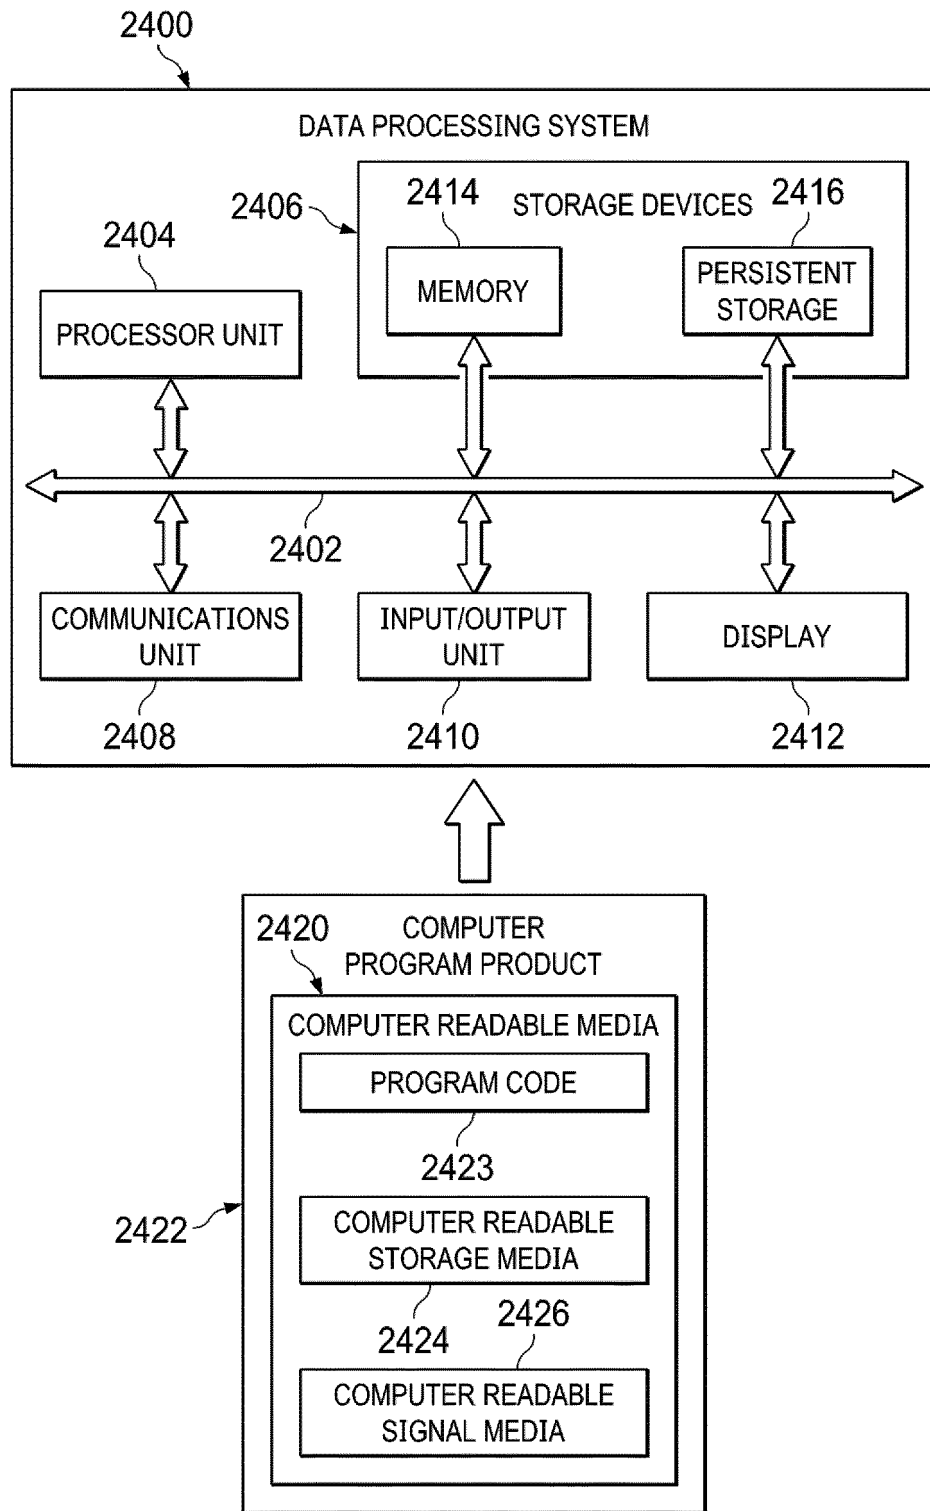 2400
DATA PROCESSING SYSTEM
2406
2414
STORAGE DEVICES
2416
2404
MEMORY
PERSISTENT
STORAGE
PROCESSOR UNIT
2402
COMMUNICATIONS
UNIT
INPUT/OUTPUT
UNIT
DISPLAY
2408
2410
2412
2420
COMPUTER
PROGRAM PRODUCT
COMPUTER READABLE MEDIA
PROGRAM CODE
2423
2422
COMPUTER READABLE
STORAGE MEDIA
2424
2426
COMPUTER READABLE
SIGNAL MEDIA